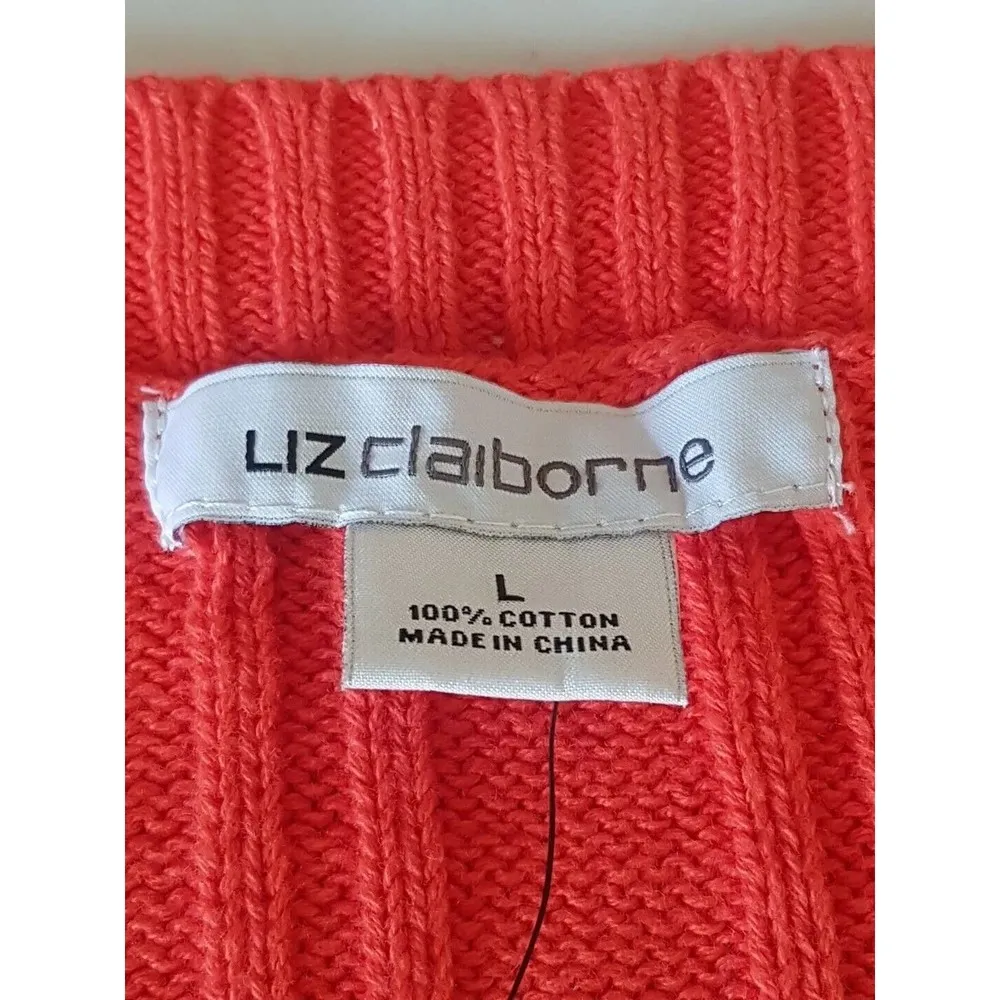 LIZ claiborne
L
100% COTTON
MADE IN CHINA